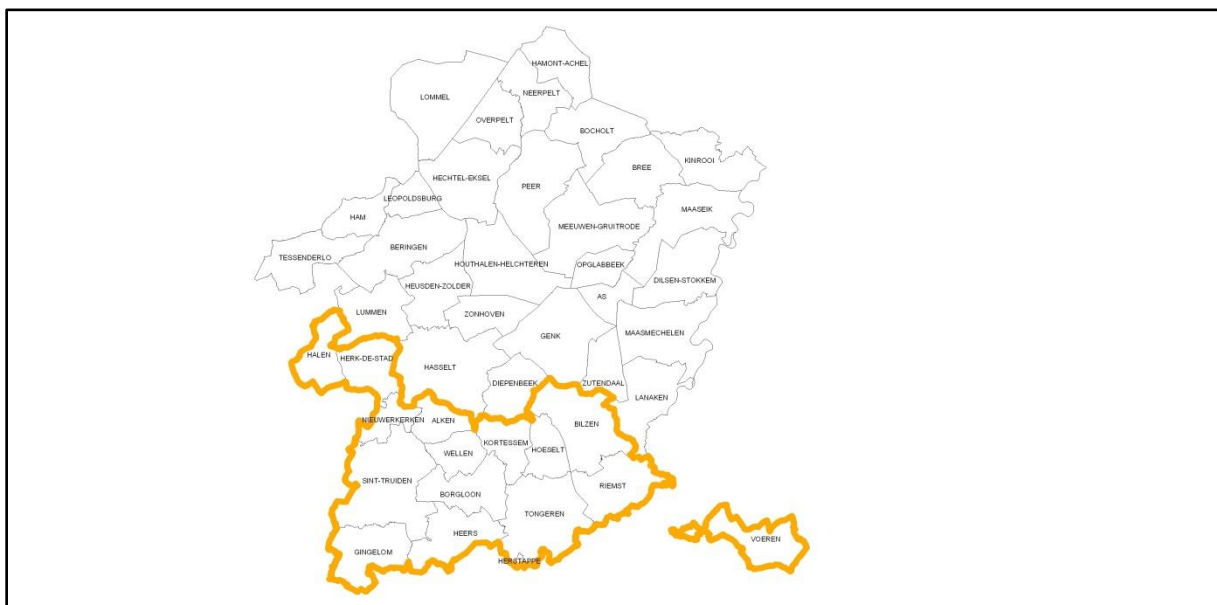 HAMONT-ACHEL
NEERPELT
LOMMEL
OVERPELT
BOCHOLT
KINROOI
BREE
HECHTEL-EKSEL
PEER
LEOPOLDSBURG
MAASEIK
HAM
MEEUWEN-GRUITRODE
BERINGEN
TESSENDERLO
HOUTHALEN-HELCHTEREN
OPGLABBEEK
DILSEN-STOKKEM
HEUSDEN-ZOLDER
AS
LUMMEN
ZONHOVEN
MAASMECHELEN
GENK
HALEN
HERK-DE-STAD
HASSELT
DIEPENBEEK
ZUTENDAAL
LANAKEN
NIEUWERKERKEN
ALKEN
BILZEN
KORTESSEM
HOESELT
WELLEN
SINT-TRUIDEN
RIEMST
BORGLOON
TONGEREN
HEERS
VOEREN
GINGELOM
HERSTAPPE